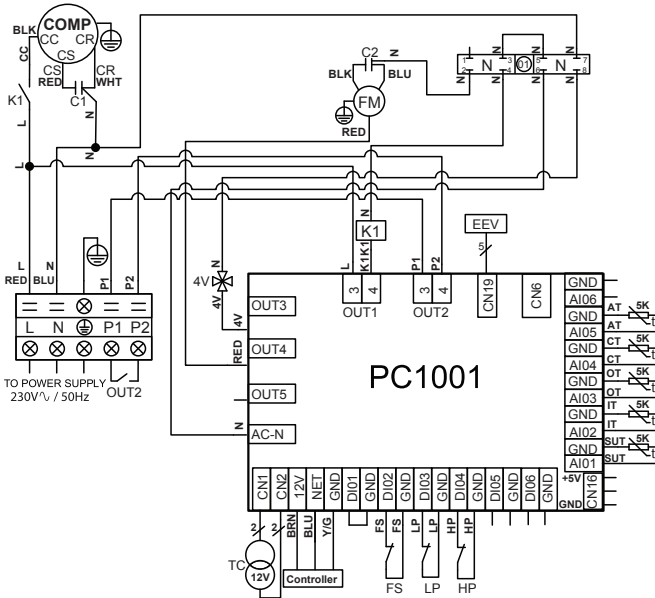 COMP
BLK CC CR
CS
CC CS CR
RED WHT
K1 C1
L N
C2 N
BLK BLU
FM
RED
1 N 3 01 5 N 7
2 4 6 8
N N N N
N N N N
L N
RED BLU P1 P2
L N P1 P2
TO POWER SUPPLY
230V∿ / 50Hz
OUT2
N
4V
4V
4V
RED
N
L K1 K1 N
K1
P1 P2
EEV
5
3 4 3 4 CN19 CN6
OUT1 OUT2
OUT3
OUT4
OUT5
AC-N
PC1001
GND
AI06
GND
AI05
GND
AI04
GND
AI03
GND
AI02
GND
AI01
CN16
+5V
GND
AT 5K t
AT
CT 5K t
CT
OT 5K t
OT
IT 5K t
IT
SUT 5K t
SUT
CN1 CN2 12V NET GND DI01 GND DI02 GND DI03 GND DI04 GND DI05 GND DI06 GND
2 2 BRN BLU Y/G FS FS LP LP HP HP
TC
12V
Controller
FS LP HP